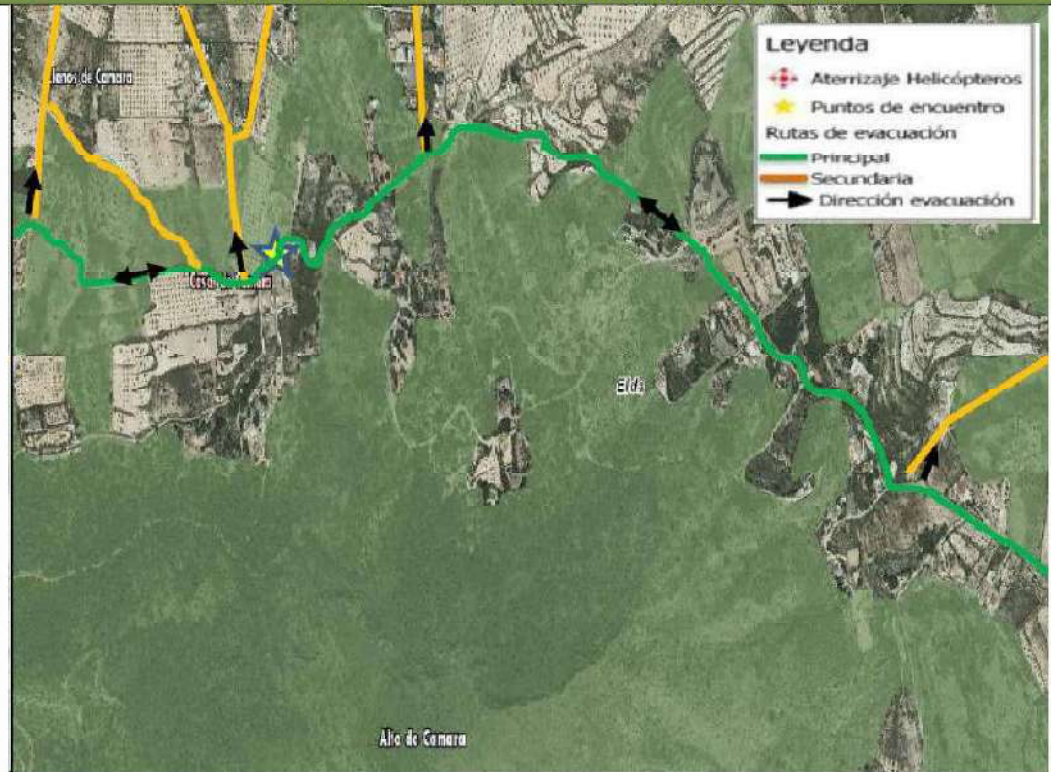 Leyenda
Aterrizaje Helicópteros
Puntos de encuentro
Rutas de evacuación
Principal
Secundaria
Dirección evacuación
Llanos de Camara
Elda
Alto de Camara